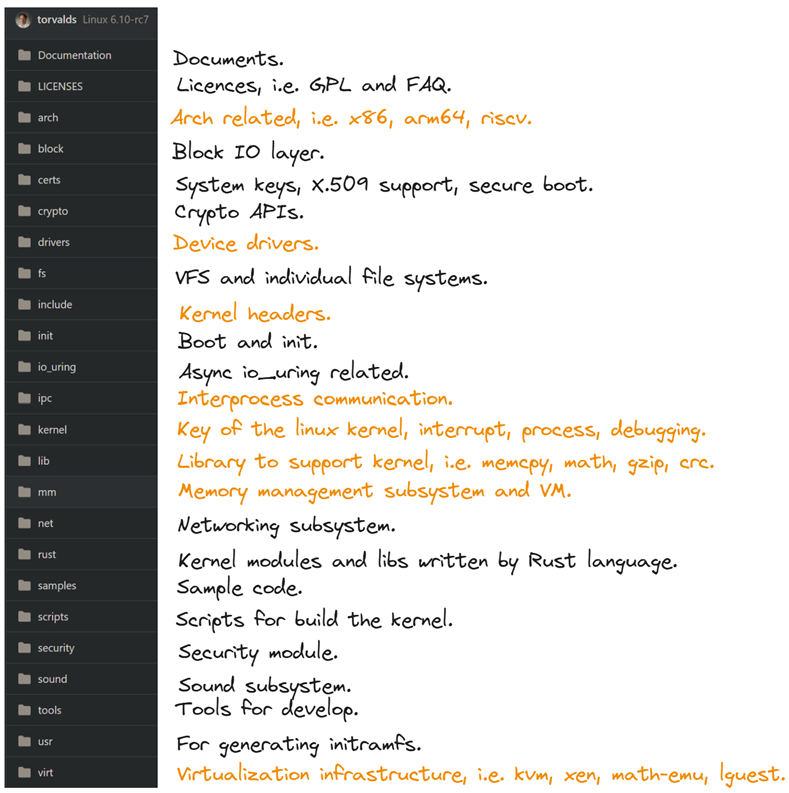 torvalds Linux 6.10-rc7
Documentation Documents.
LICENSES Licences, i.e. GPL and FAQ.
arch Arch related, i.e. x86, arm64, riscv.
block Block IO layer.
certs System keys, X.509 support, secure boot.
crypto Crypto APIs.
drivers Device drivers.
fs VFS and individual file systems.
include Kernel headers.
init Boot and init.
io_uring Async io_uring related.
ipc Interprocess communication.
kernel Key of the linux kernel, interrupt, process, debugging.
lib Library to support kernel, i.e. memcpy, math, gzip, crc.
mm Memory management subsystem and VM.
net Networking subsystem.
rust Kernel modules and libs written by Rust language.
samples Sample code.
scripts Scripts for build the kernel.
security Security module.
sound Sound subsystem.
tools Tools for develop.
usr For generating initramfs.
virt Virtualization infrastructure, i.e. kvm, xen, math-emu, lguest.